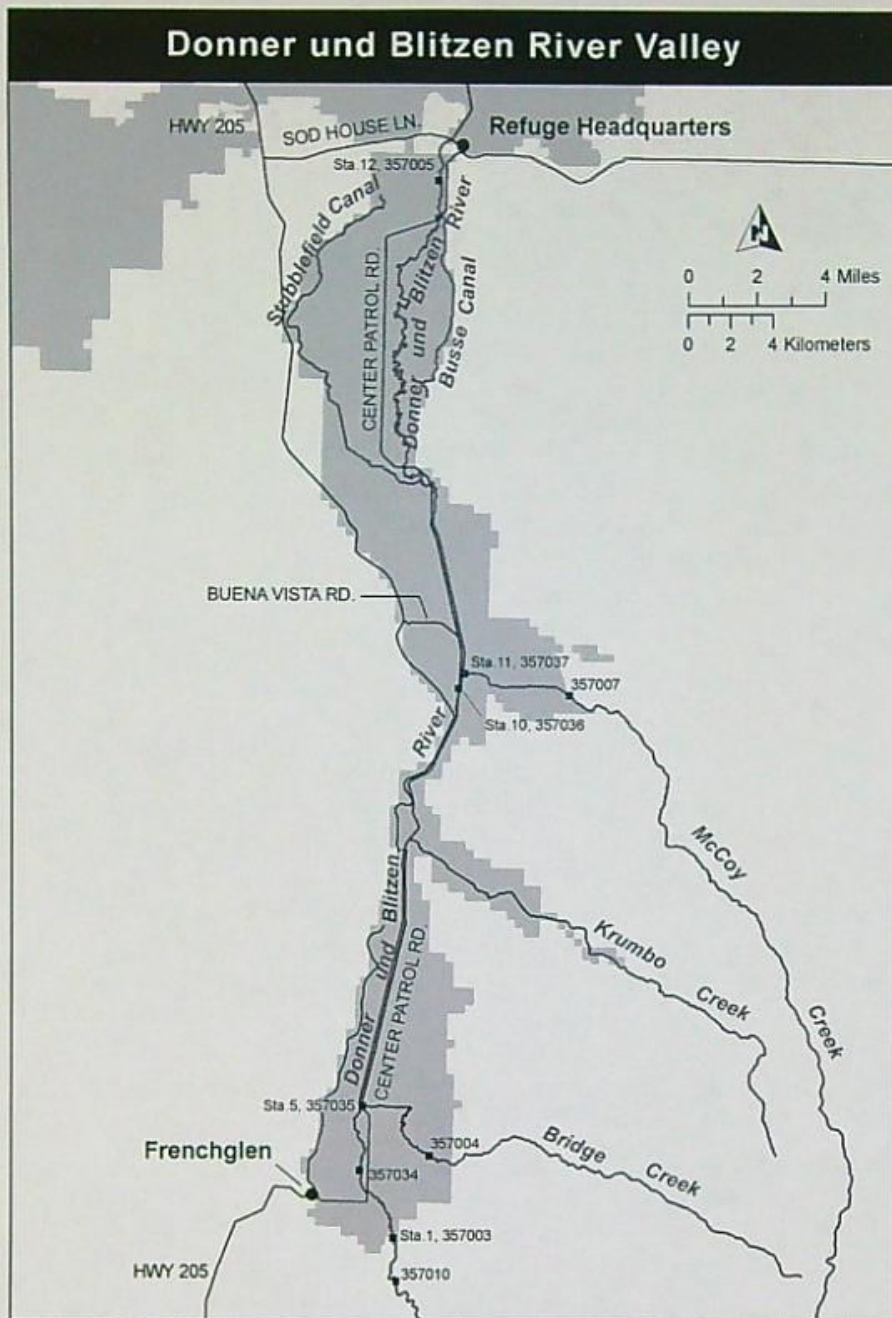 Donner und Blitzen River Valley
HWY 205
SOD HOUSE LN.
Refuge Headquarters
Sta.12, 357005
Stubblefield Canal
CENTER PATROL RD.
Donner und Blitzen River
Busse Canal
N
0 2 4 Miles
0 2 4 Kilometers
BUENA VISTA RD.
Sta.11, 357037
357007
Sta.10, 357036
Donner und Blitzen River
McCoy Creek
Krumbo Creek
CENTER PATROL RD.
Sta.5, 357035
357004
Bridge Creek
Frenchglen
357034
Sta.1, 357003
HWY 205
357010